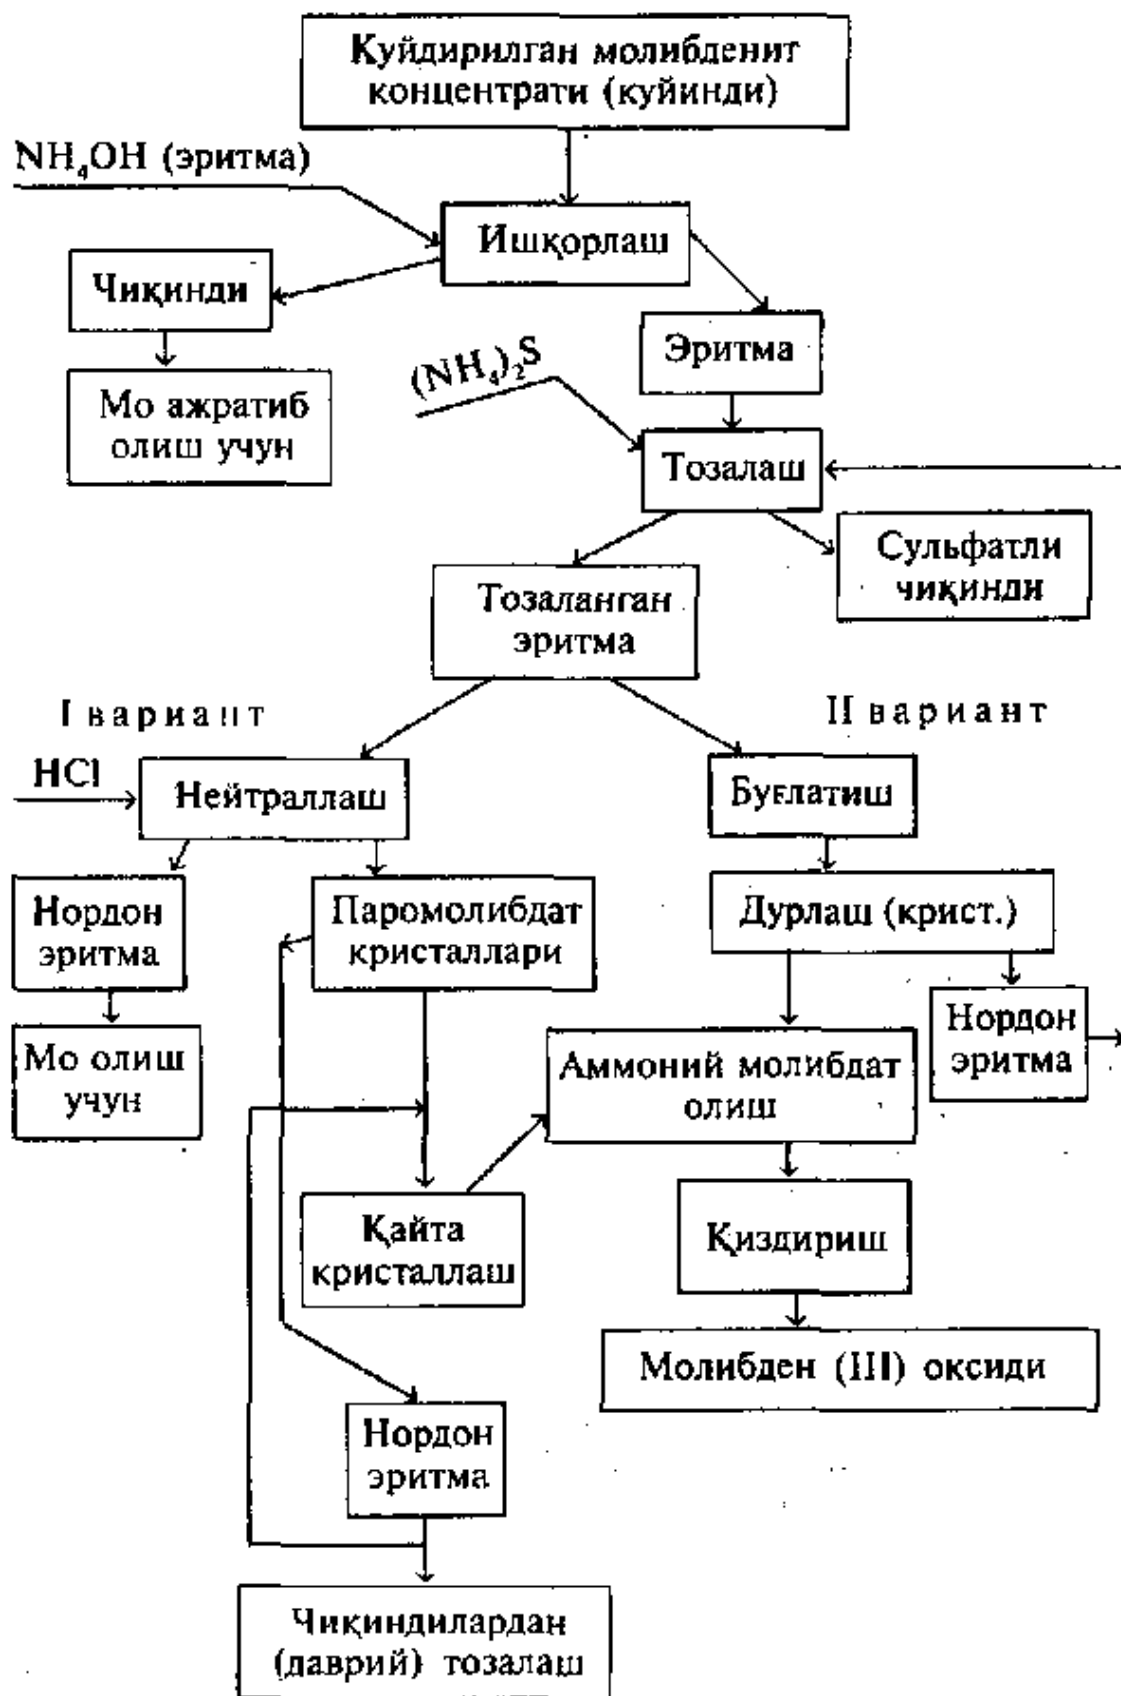 Куйдирилган молибденит
концентрати (куйинди)
NH₄OH (эритма)
Ишқорлаш
Чиқинди
Эритма
(NH₄)₂S
Мо ажратиб
олиш учун
Тозалаш
Сульфатли
чиқинди
Тозаланган
эритма
I вариант
II вариант
HCl
Нейтраллаш
Буғлатиш
Нордон
эритма
Паромолибдат
кристаллари
Дурлаш (крист.)
Мо олиш
учун
Аммоний молибдат
олиш
Нордон
эритма
Қайта
кристаллаш
Қиздириш
Молибден (III) оксиди
Нордон
эритма
Чиқиндилардан
(даврий) тозалаш